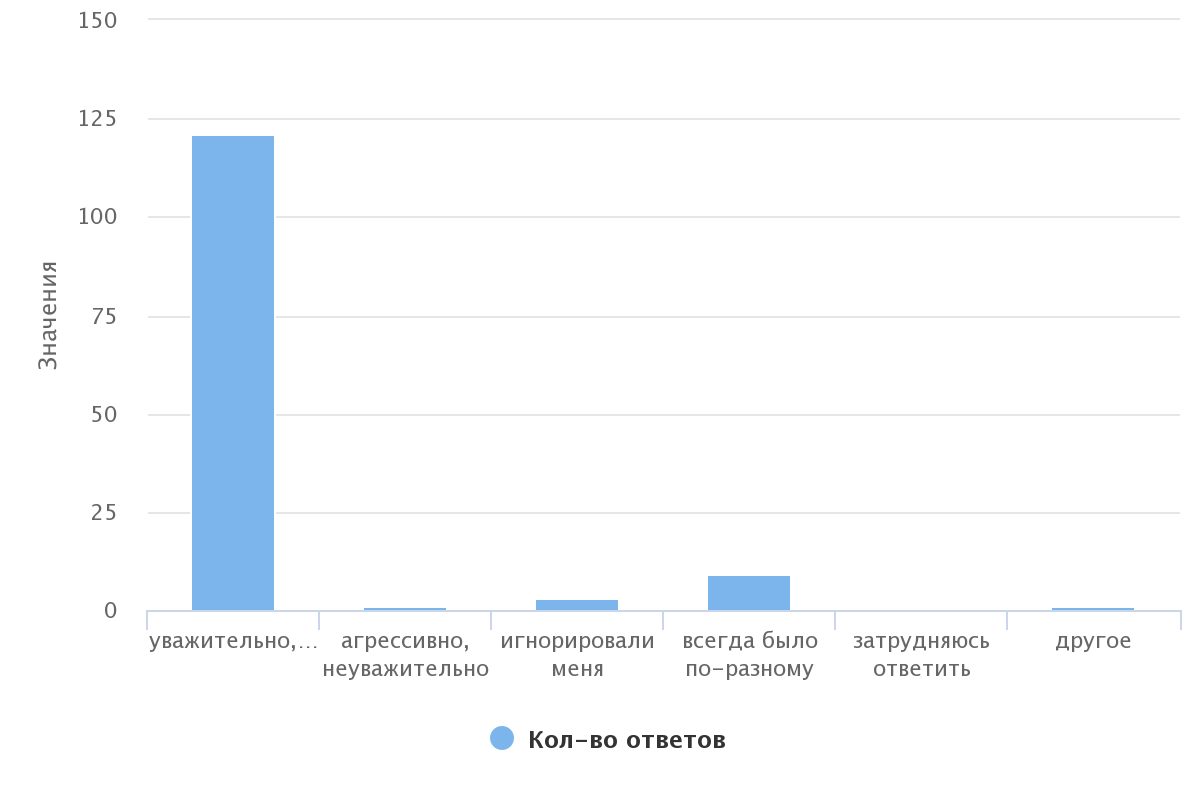 150
125
100
75
50
25
0
Значения
уважительно,...
агрессивно,
неуважительно
игнорировали
меня
всегда было
по-разному
затрудняюсь
ответить
другое
Кол-во ответов